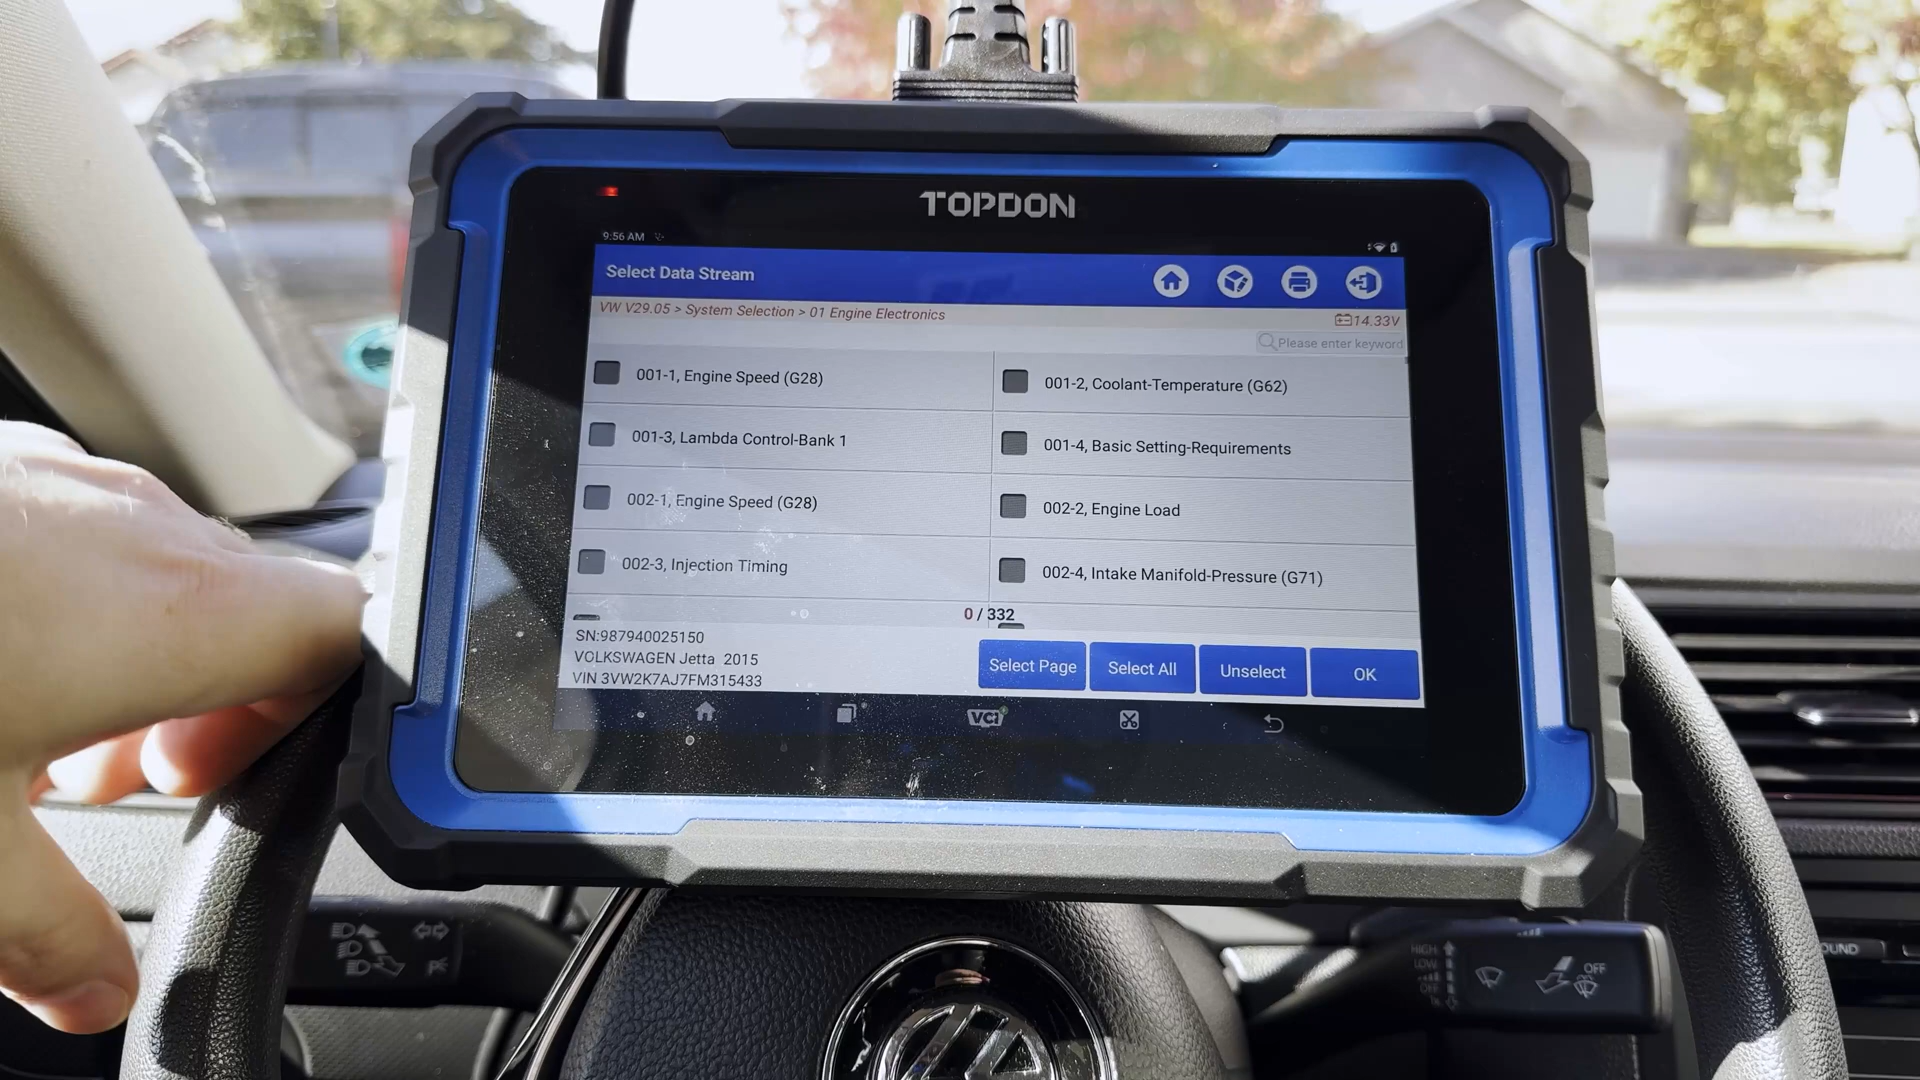 TOPDON
9:56 AM
Select Data Stream
VW V29.05 > System Selection > 01 Engine Electronics
14.33V
Please enter keyword
001-1, Engine Speed (G28)
001-2, Coolant-Temperature (G62)
001-3, Lambda Control-Bank 1
001-4, Basic Setting-Requirements
002-1, Engine Speed (G28)
002-2, Engine Load
002-3, Injection Timing
002-4, Intake Manifold-Pressure (G71)
0 / 332
SN:987940025150
VOLKSWAGEN Jetta 2015
VIN 3VW2K7AJ7FM315433
Select Page
Select All
Unselect
OK
VCI
HIGH
LOW
OFF
OFF
OUND